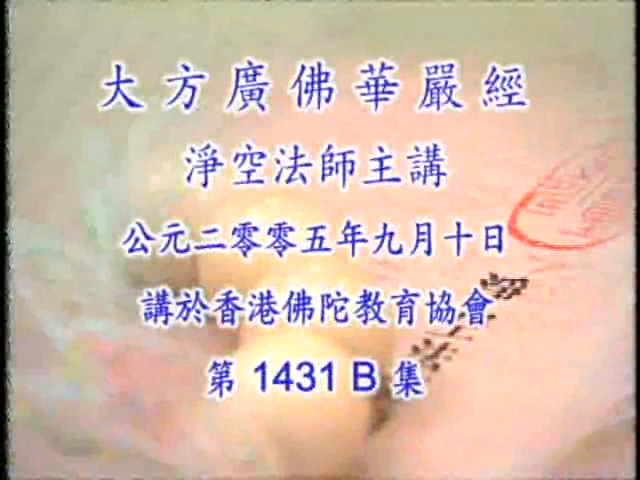 大方廣佛華嚴經
淨空法師主講
公元二零零五年九月十日
講於香港佛陀教育協會
第 1431 B 集